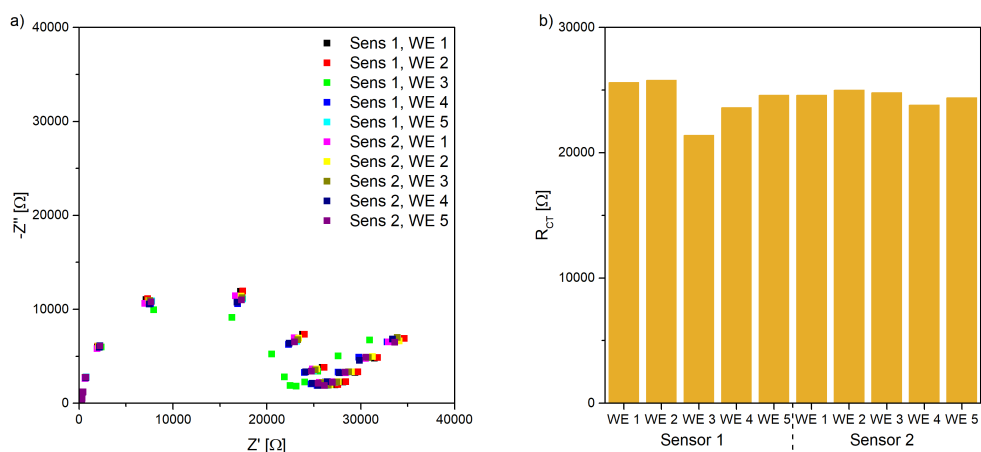 a)
40000
30000
20000
10000
0
-Z" [Ω]
0 10000 20000 30000 40000
Z' [Ω]
Sens 1, WE 1
Sens 1, WE 2
Sens 1, WE 3
Sens 1, WE 4
Sens 1, WE 5
Sens 2, WE 1
Sens 2, WE 2
Sens 2, WE 3
Sens 2, WE 4
Sens 2, WE 5
b)
30000
20000
10000
0
R_CT [Ω]
WE 1 WE 2 WE 3 WE 4 WE 5 WE 1 WE 2 WE 3 WE 4 WE 5
Sensor 1 Sensor 2